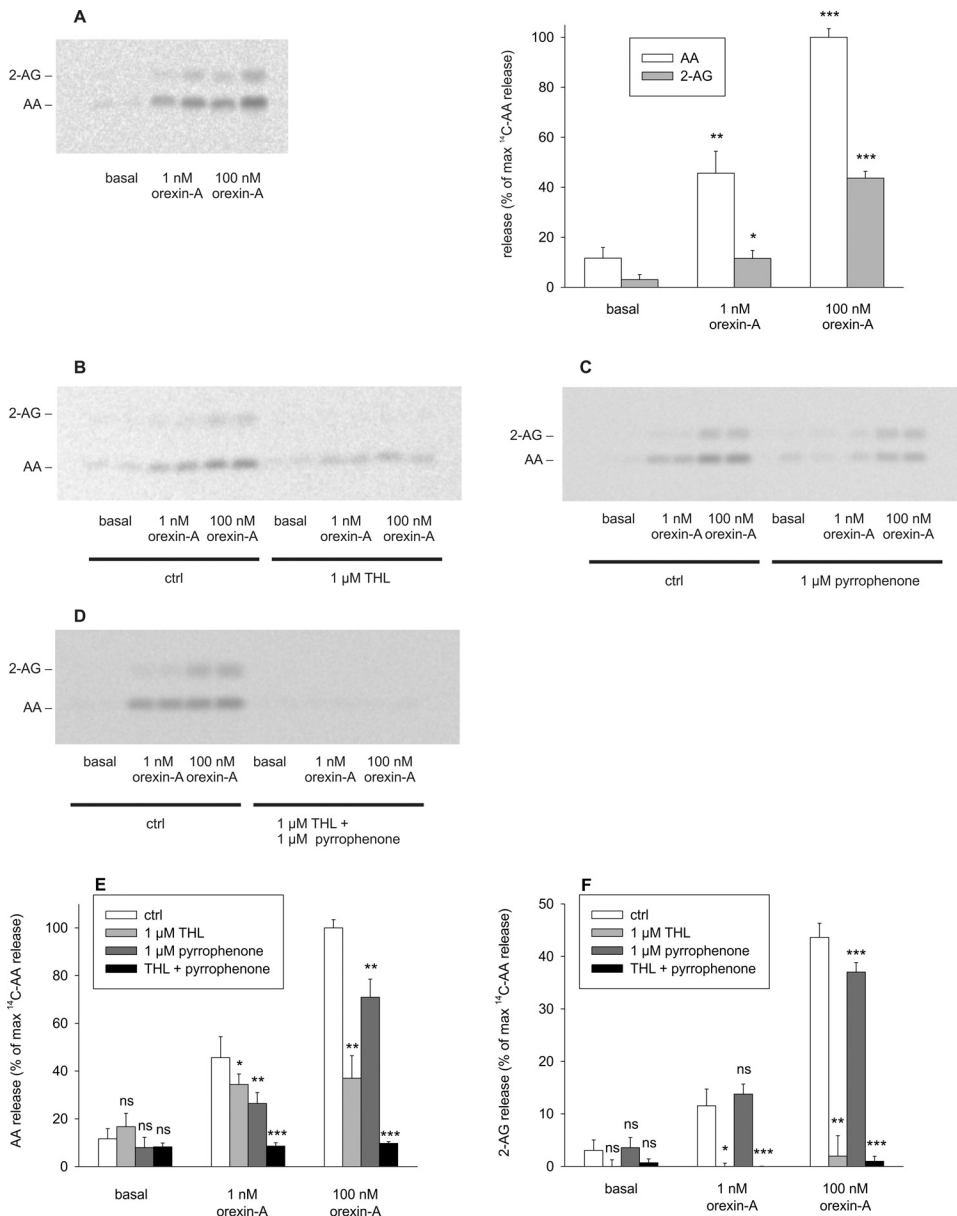 A
2-AG –
AA –
basal 1 nM 100 nM
orexin-A orexin-A
release (% of max ¹⁴C-AA release)
100
80
60
40
20
0
AA
2-AG
**
*
***
***
basal 1 nM 100 nM
orexin-A orexin-A
B
2-AG –
AA –
basal 1 nM 100 nM basal 1 nM 100 nM
orexin-A orexin-A orexin-A orexin-A
ctrl 1 µM THL
C
2-AG –
AA –
basal 1 nM 100 nM basal 1 nM 100 nM
orexin-A orexin-A orexin-A orexin-A
ctrl 1 µM pyrrophenone
D
2-AG –
AA –
basal 1 nM 100 nM basal 1 nM 100 nM
orexin-A orexin-A orexin-A orexin-A
ctrl 1 µM THL +
1 µM pyrrophenone
E
AA release (% of max ¹⁴C-AA release)
100
80
60
40
20
0
ctrl
1 µM THL
1 µM pyrrophenone
THL + pyrrophenone
ns
ns ns
*
**
***
**
**
***
basal 1 nM 100 nM
orexin-A orexin-A
F
2-AG release (% of max ¹⁴C-AA release)
50
40
30
20
10
0
ctrl
1 µM THL
1 µM pyrrophenone
THL + pyrrophenone
ns
ns ns
*
ns
***
**
***
***
basal 1 nM 100 nM
orexin-A orexin-A